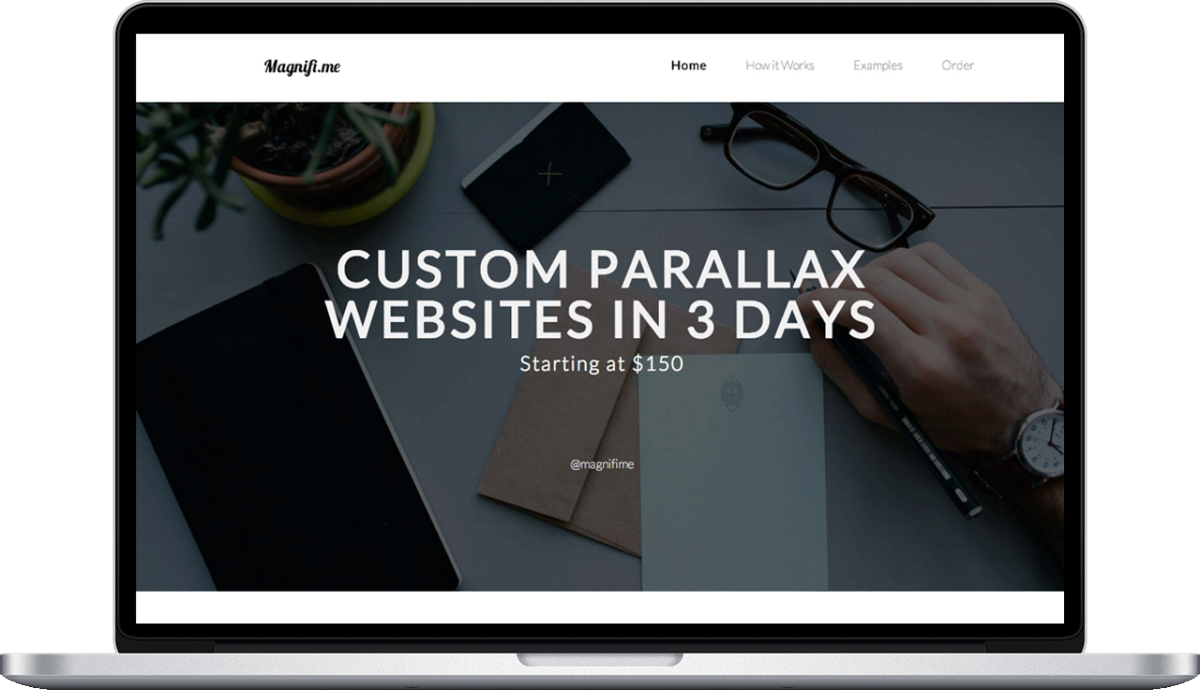 Magnifi.me
Home How it Works Examples Order
CUSTOM PARALLAX
WEBSITES IN 3 DAYS
Starting at $150
@magnifime